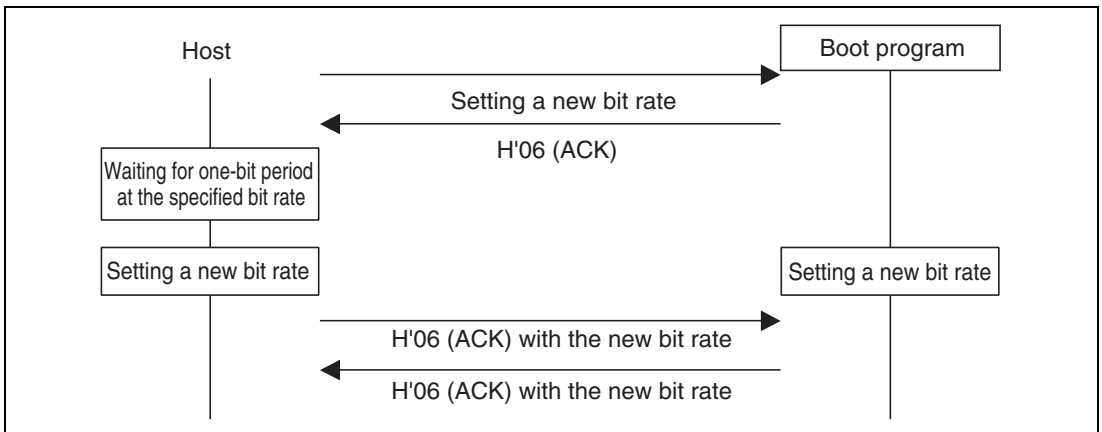 Host
Boot program
Setting a new bit rate
H'06 (ACK)
Waiting for one-bit period
at the specified bit rate
Setting a new bit rate
Setting a new bit rate
H'06 (ACK) with the new bit rate
H'06 (ACK) with the new bit rate